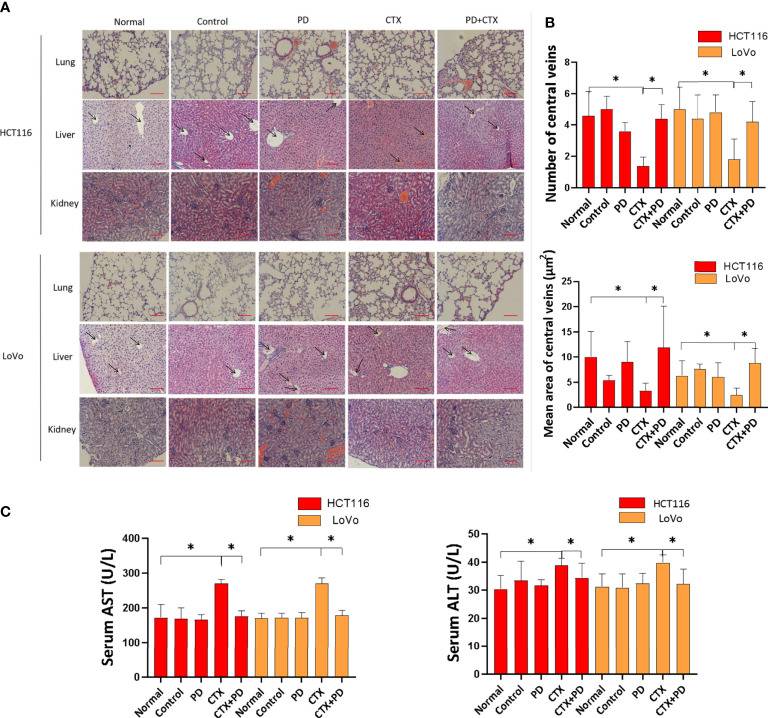 A
Normal Control PD CTX PD+CTX
HCT116
Lung
Liver
Kidney
LoVo
Lung
Liver
Kidney
B
HCT116
LoVo
Number of central veins
8
6
4
2
0
* * * *
Normal Control PD CTX CTX+PD Normal Control PD CTX CTX+PD
HCT116
LoVo
Mean area of central veins (μm²)
25
20
15
10
5
0
* * * *
Normal Control PD CTX CTX+PD Normal Control PD CTX CTX+PD
C
HCT116
LoVo
Serum AST (U/L)
400
300
200
100
0
* * * *
Normal Control PD CTX CTX+PD Normal Control PD CTX CTX+PD
HCT116
LoVo
Serum ALT (U/L)
50
40
30
20
10
0
* * * *
Normal Control PD CTX CTX+PD Normal Control PD CTX CTX+PD